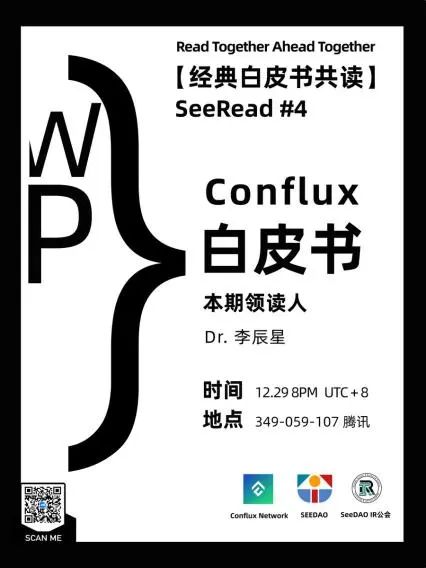 Read Together Ahead Together
【经典白皮书共读】
SeeRead #4
WP
Conflux
白皮书
本期领读人
Dr. 李辰星
时间 12.29 8PM UTC+8
地点 349-059-107 腾讯
Conflux Network
SEEDAO
SeeDAO IR公会
SCAN ME